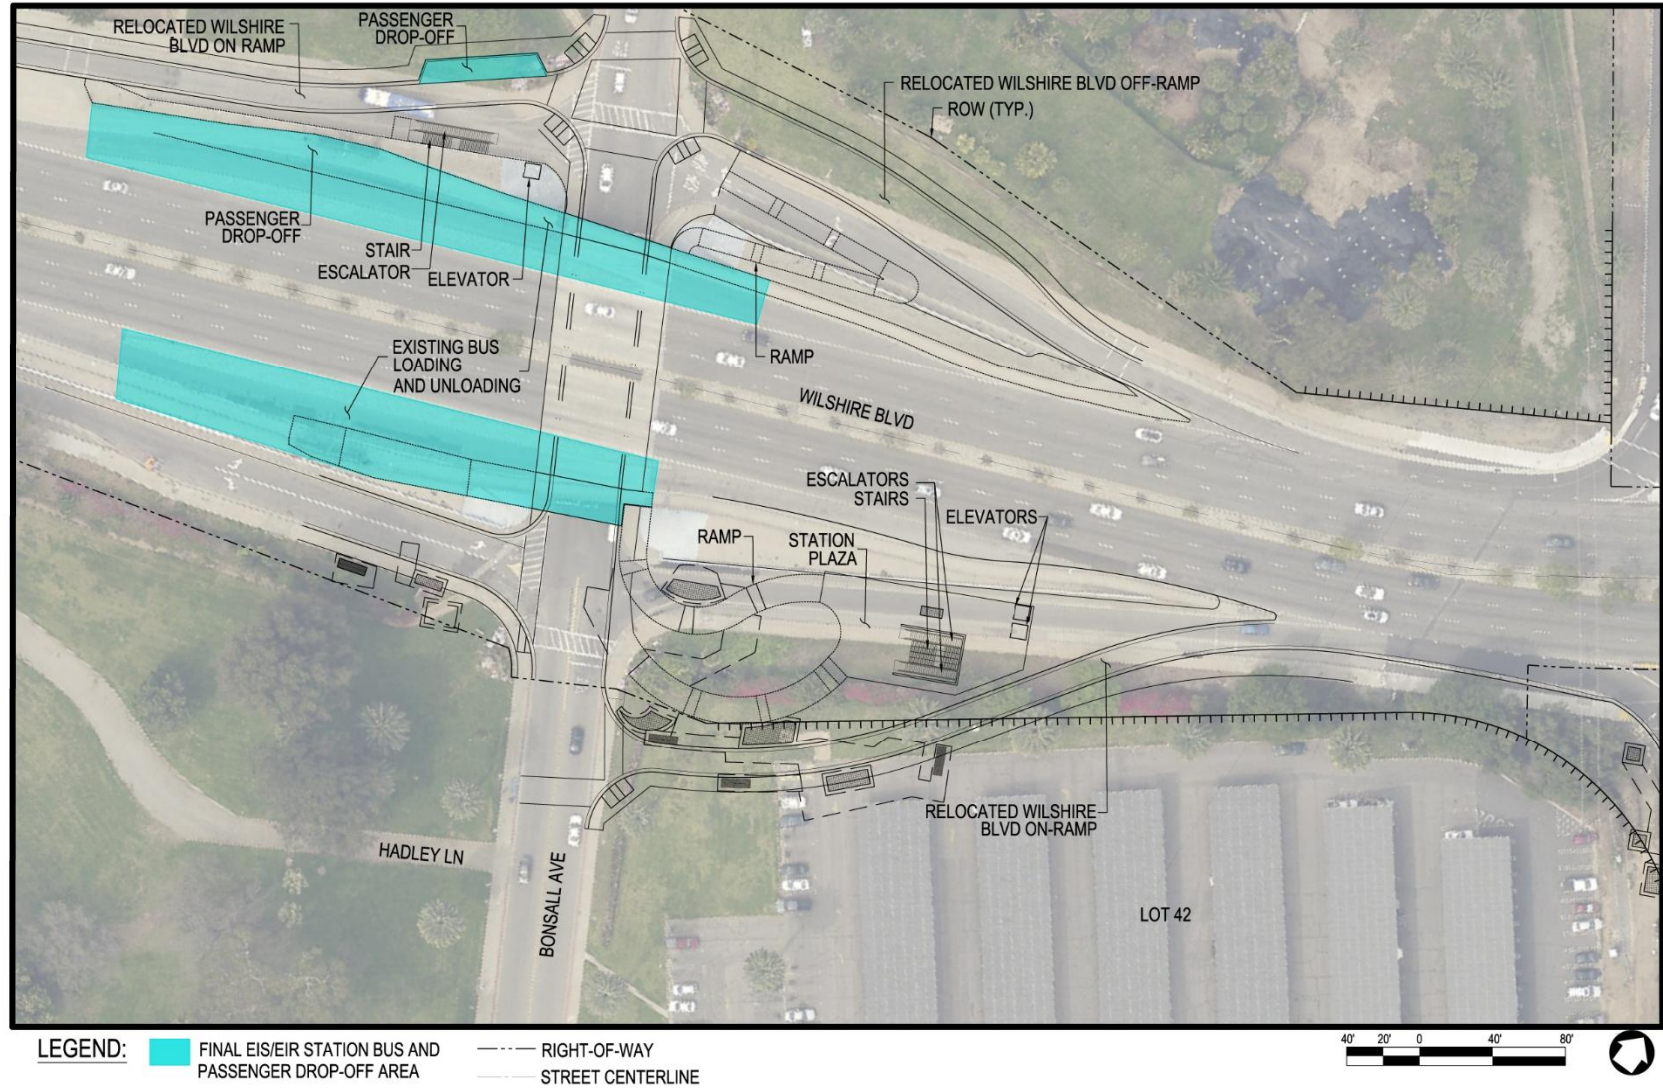 RELOCATED WILSHIRE
BLVD ON RAMP
PASSENGER
DROP-OFF
RELOCATED WILSHIRE BLVD OFF-RAMP
ROW (TYP.)
PASSENGER
DROP-OFF
STAIR
ESCALATOR
ELEVATOR
EXISTING BUS
LOADING
AND UNLOADING
RAMP
WILSHIRE BLVD
ESCALATORS
STAIRS
ELEVATORS
RAMP
STATION
PLAZA
RELOCATED WILSHIRE
BLVD ON-RAMP
HADLEY LN
BONSALL AVE
LOT 42
LEGEND:
FINAL EIS/EIR STATION BUS AND
PASSENGER DROP-OFF AREA
RIGHT-OF-WAY
STREET CENTERLINE
40' 20' 0 40' 80'